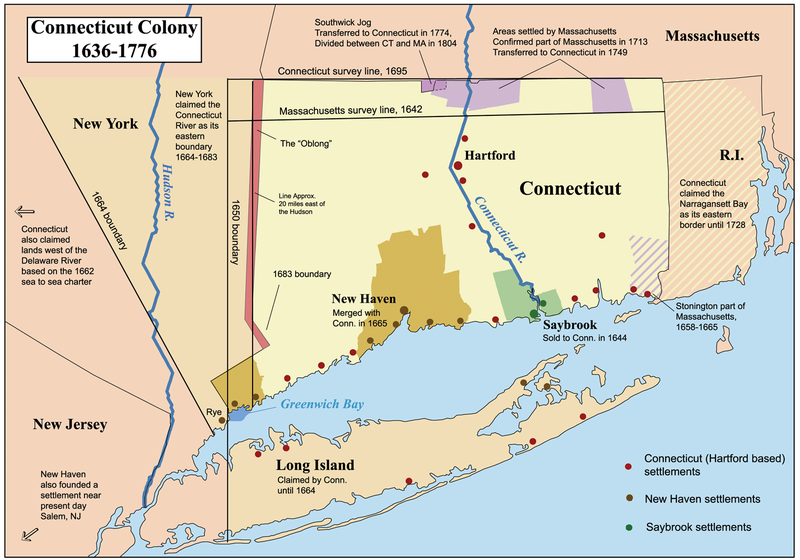 Connecticut Colony
1636-1776
Southwick Jog
Transferred to Connecticut in 1774,
Divided between CT and MA in 1804
Areas settled by Massachusetts
Confirmed part of Masschusetts in 1713
Transferred to Connecticut in 1749
Massachusetts
Connecticut survey line, 1695
Massachusetts survey line, 1642
New York
New York
claimed the
Connecticut
River as its
eastern
boundary
1664-1683
The "Oblong"
Hartford
R.I.
Hudson R.
Line Approx.
20 miles east of
the Hudson
Connecticut
Connecticut
claimed the
Narragansett Bay
as its eastern
border until 1728
1664 boundary
1650 boundary
Connecticut R.
Connecticut
also claimed
lands west of the
Delaware River
based on the 1662
sea to sea charter
1683 boundary
New Haven
Merged with
Conn. in 1665
Saybrook
Sold to Conn. in 1644
Stonington part of
Massachusetts,
1658-1665
Rye
Greenwich Bay
New Jersey
Long Island
Claimed by Conn.
until 1664
New Haven
also founded a
settlement near
present day
Salem, NJ
Connecticut (Hartford based)
settlements
New Haven settlements
Saybrook settlements